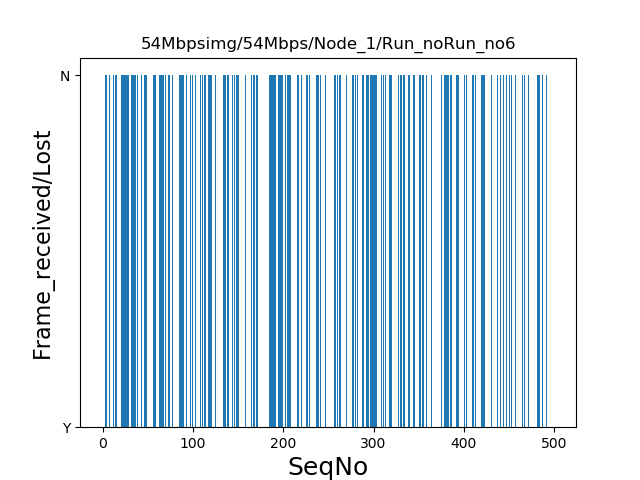 54Mbpsimg/54Mbps/Node_1/Run_noRun_no6
N
Frame_received/Lost
Y
0 100 200 300 400 500
SeqNo